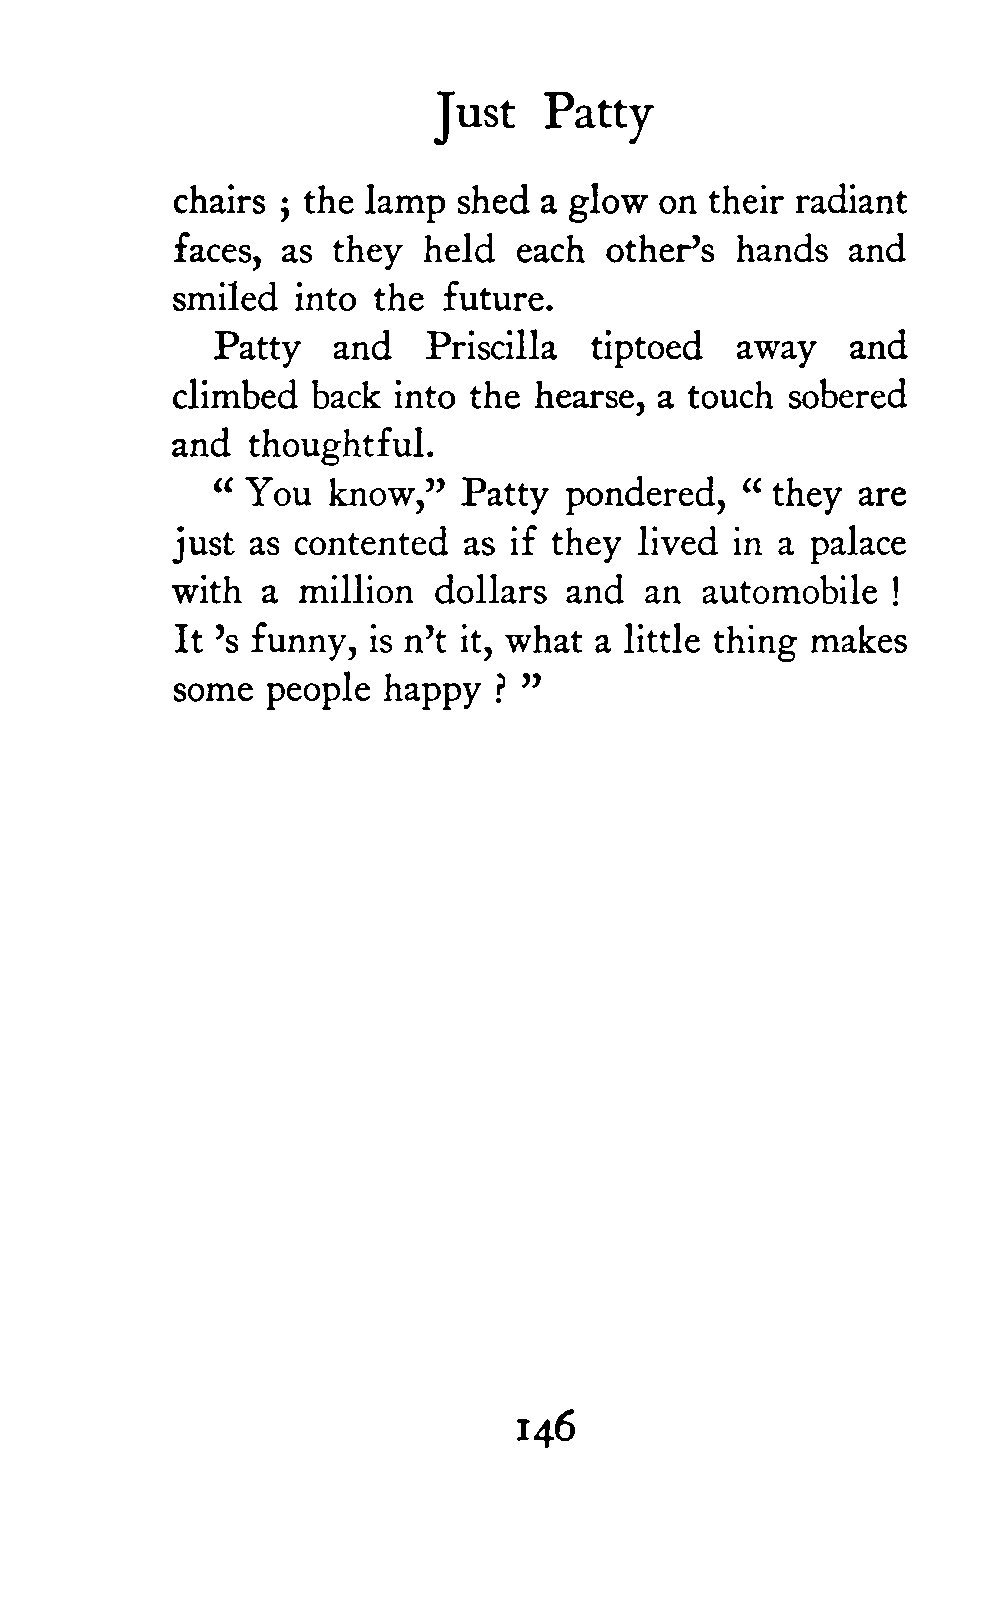 Just Patty
chairs ; the lamp shed a glow on their radiant
faces, as they held each other’s hands and
smiled into the future.
Patty and Priscilla tiptoed away and
climbed back into the hearse, a touch sobered
and thoughtful.
“ You know,” Patty pondered, “ they are
just as contented as if they lived in a palace
with a million dollars and an automobile !
It ’s funny, is n’t it, what a little thing makes
some people happy ? ”
146